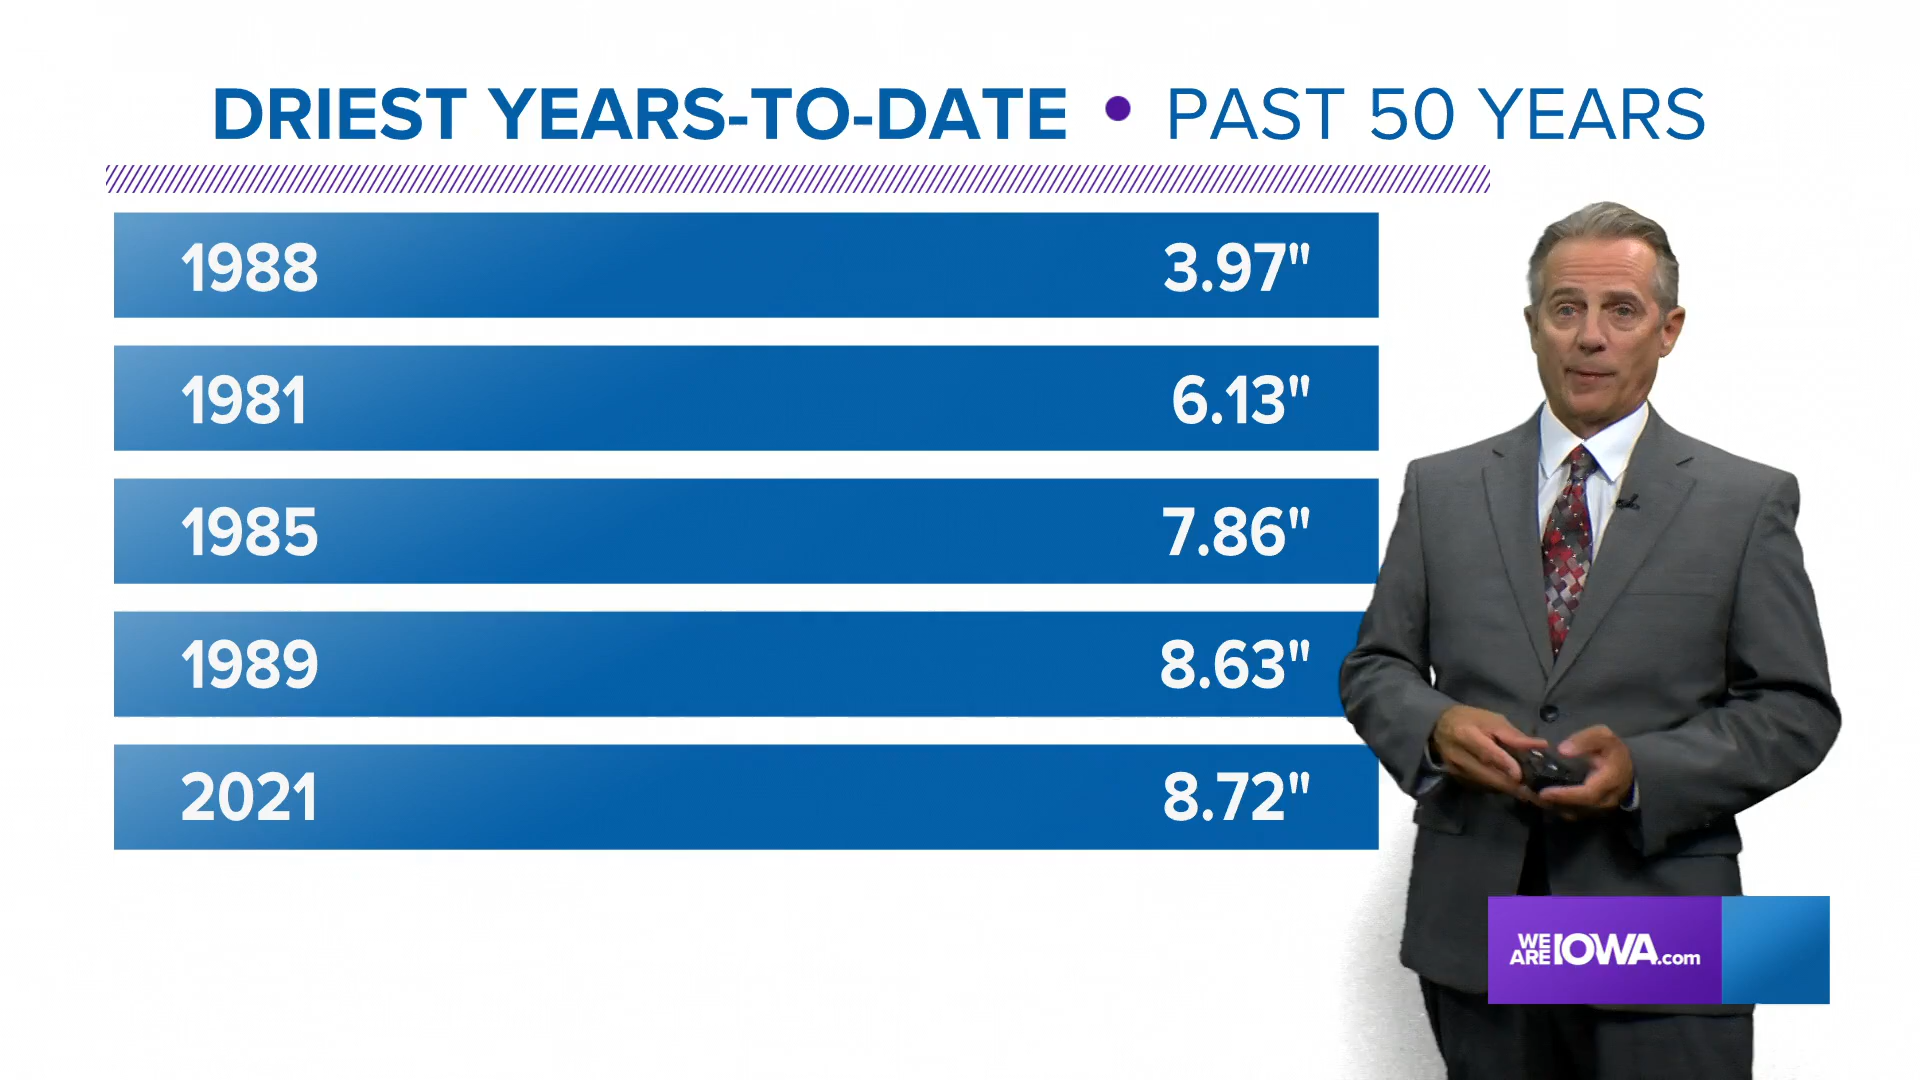 DRIEST YEARS-TO-DATE • PAST 50 YEARS
1988 3.97"
1981 6.13"
1985 7.86"
1989 8.63"
2021 8.72"
WE ARE IOWA.com